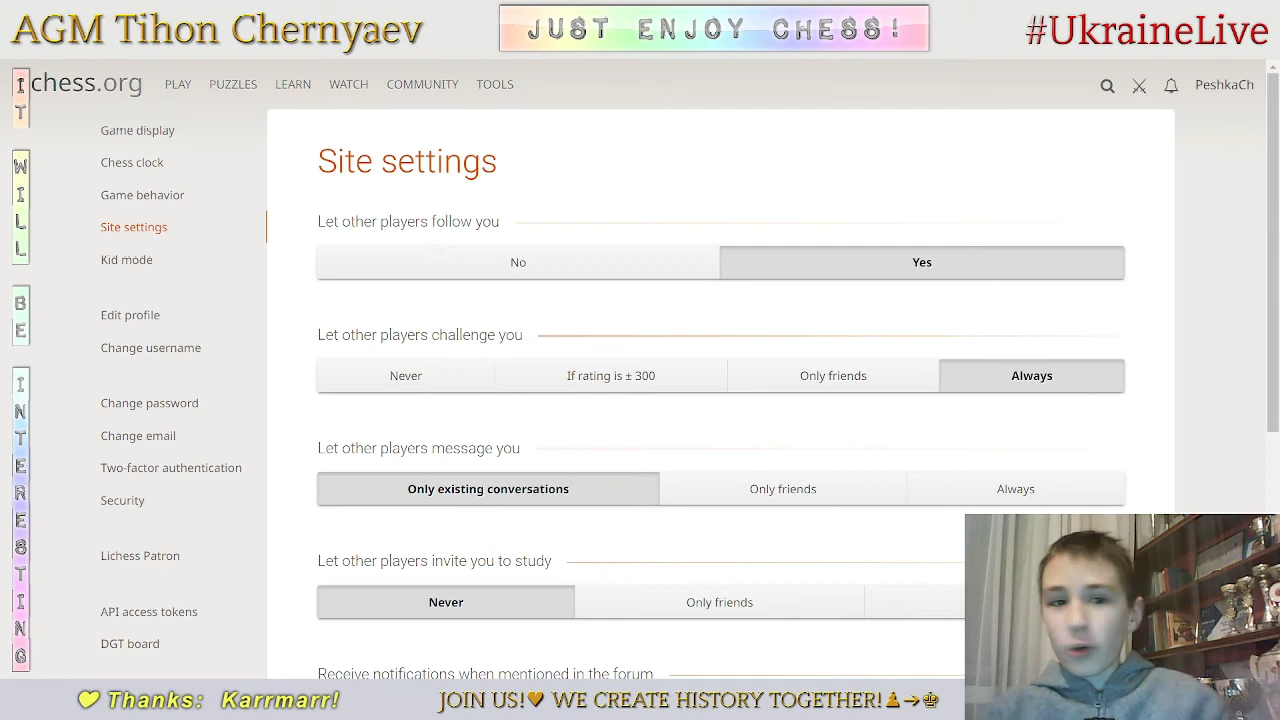 AGM Tihon Chernyaev
JUST ENJOY CHESS!
#UkraineLive
IT
WILL
BE
INTERESTING
chess.org
PLAY
PUZZLES
LEARN
WATCH
COMMUNITY
TOOLS
PeshkaCh
Game display
Chess clock
Game behavior
Site settings
Kid mode
Edit profile
Change username
Change password
Change email
Two-factor authentication
Security
Lichess Patron
API access tokens
DGT board
Site settings
Let other players follow you
No
Yes
Let other players challenge you
Never
If rating is ± 300
Only friends
Always
Let other players message you
Only existing conversations
Only friends
Always
Let other players invite you to study
Never
Only friends
Receive notifications when mentioned in the forum
Thanks: Karrmarr!
JOIN US!🧡 WE CREATE HISTORY TOGETHER!♟→♚